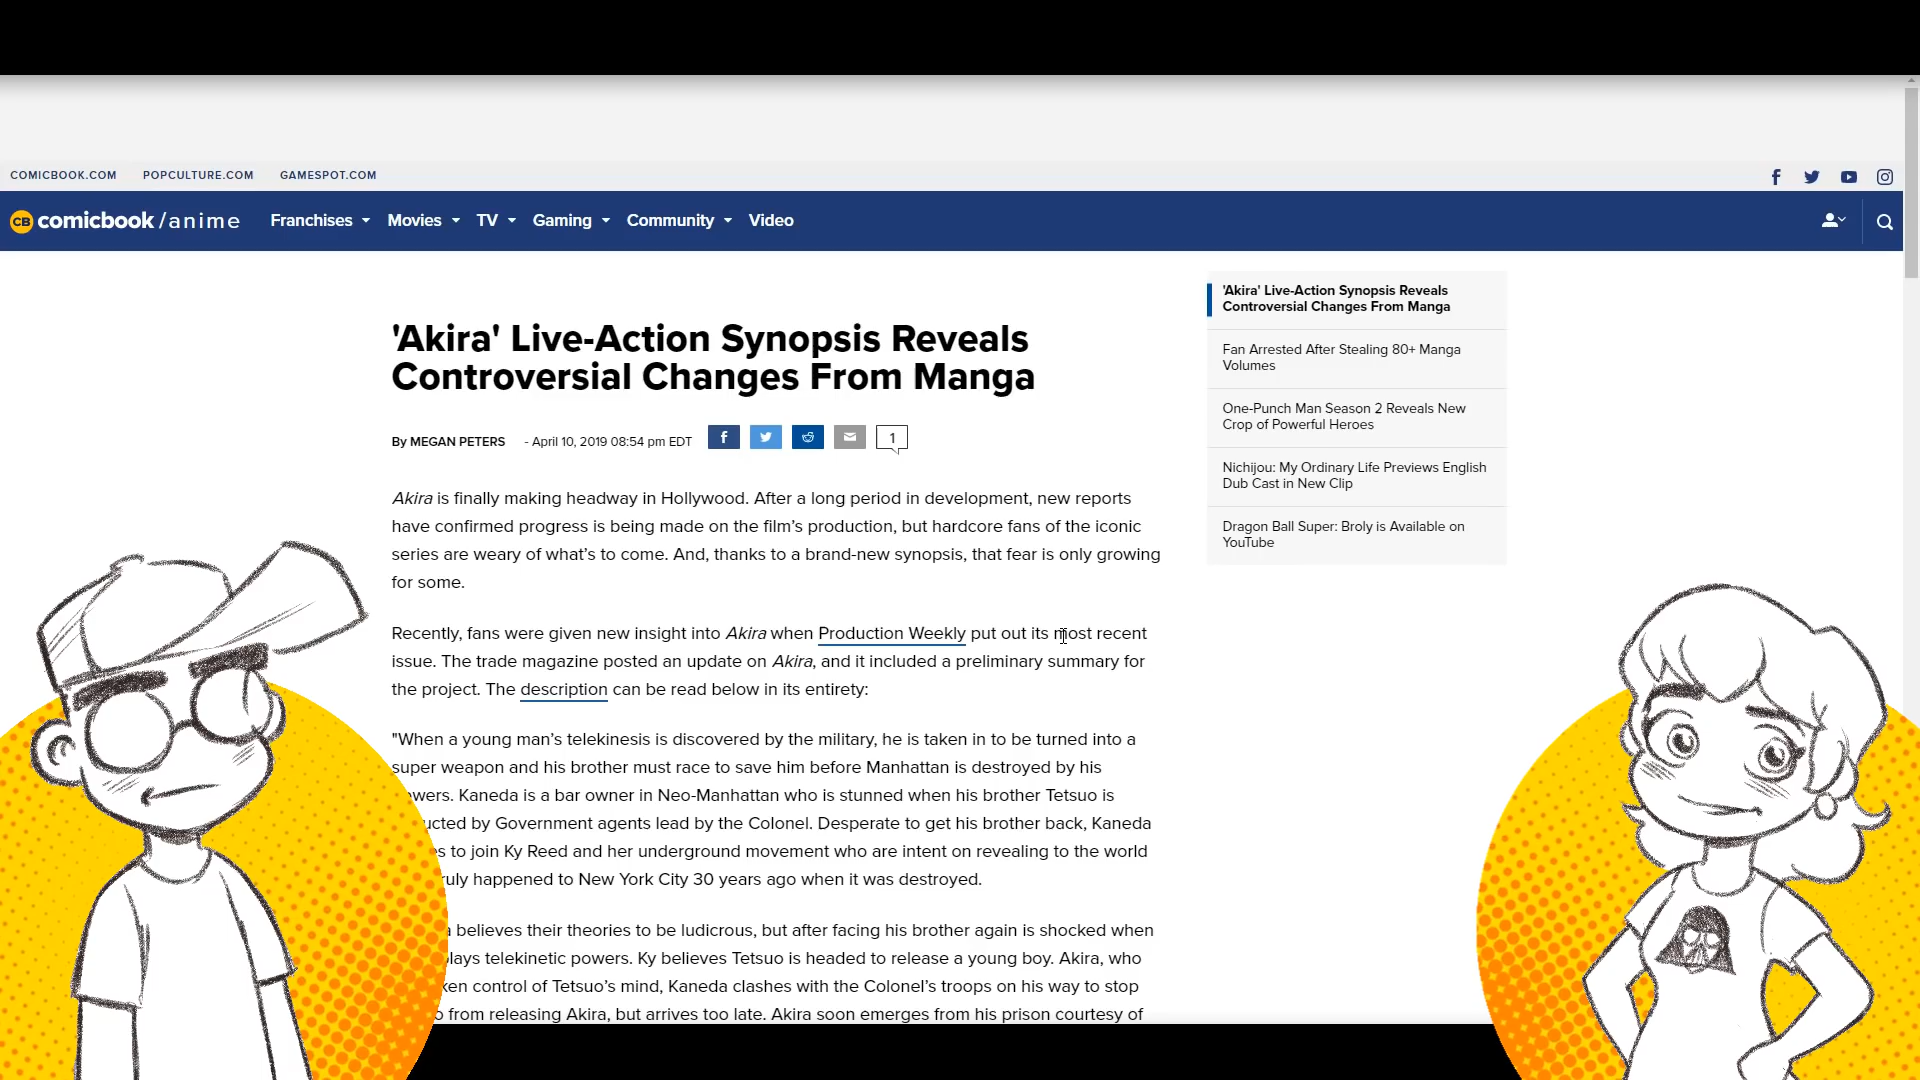 COMICBOOK.COM POPCULTURE.COM GAMESPOT.COM
CB comicbook/anime Franchises Movies TV Gaming Community Video
'Akira' Live-Action Synopsis Reveals
Controversial Changes From Manga
By MEGAN PETERS - April 10, 2019 08:54 pm EDT 1
Akira is finally making headway in Hollywood. After a long period in development, new reports
have confirmed progress is being made on the film’s production, but hardcore fans of the iconic
series are weary of what’s to come. And, thanks to a brand-new synopsis, that fear is only growing
for some.
Recently, fans were given new insight into Akira when Production Weekly put out its most recent
issue. The trade magazine posted an update on Akira, and it included a preliminary summary for
the project. The description can be read below in its entirety:
"When a young man’s telekinesis is discovered by the military, he is taken in to be turned into a
super weapon and his brother must race to save him before Manhattan is destroyed by his
owers. Kaneda is a bar owner in Neo-Manhattan who is stunned when his brother Tetsuo is
ucted by Government agents lead by the Colonel. Desperate to get his brother back, Kaneda
s to join Ky Reed and her underground movement who are intent on revealing to the world
ruly happened to New York City 30 years ago when it was destroyed.
believes their theories to be ludicrous, but after facing his brother again is shocked when
lays telekinetic powers. Ky believes Tetsuo is headed to release a young boy. Akira, who
ken control of Tetsuo’s mind, Kaneda clashes with the Colonel’s troops on his way to stop
o from releasing Akira, but arrives too late. Akira soon emerges from his prison courtesy of
'Akira' Live-Action Synopsis Reveals
Controversial Changes From Manga
Fan Arrested After Stealing 80+ Manga
Volumes
One-Punch Man Season 2 Reveals New
Crop of Powerful Heroes
Nichijou: My Ordinary Life Previews English
Dub Cast in New Clip
Dragon Ball Super: Broly is Available on
YouTube